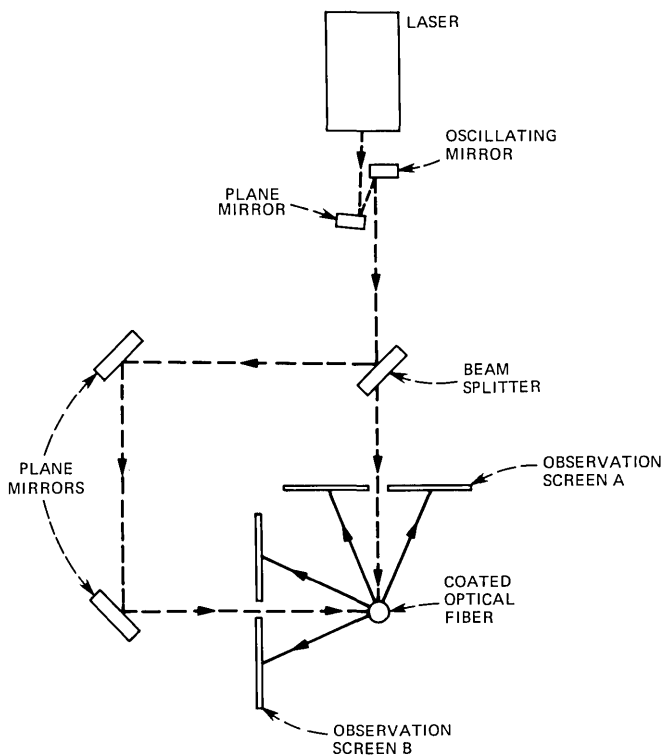 LASER
OSCILLATING
MIRROR
PLANE
MIRROR
BEAM
SPLITTER
PLANE
MIRRORS
OBSERVATION
SCREEN A
COATED
OPTICAL
FIBER
OBSERVATION
SCREEN B